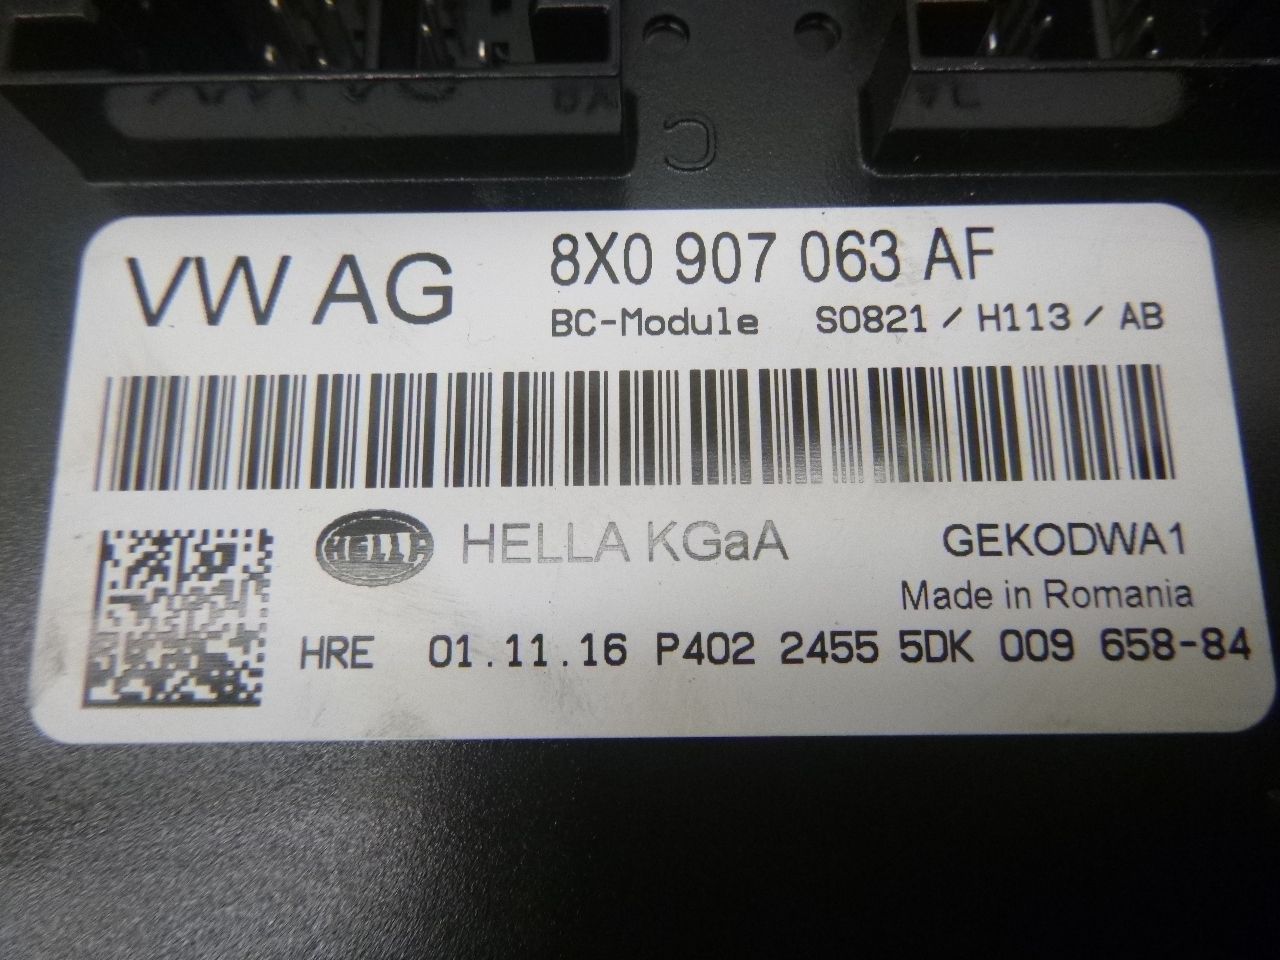 C
VW AG
8X0 907 063 AF
BC-Module S0821 / H113 / AB
HELLA HELLA KGaA
GEKODWA1
Made in Romania
HRE 01.11.16 P402 2455 5DK 009 658-84